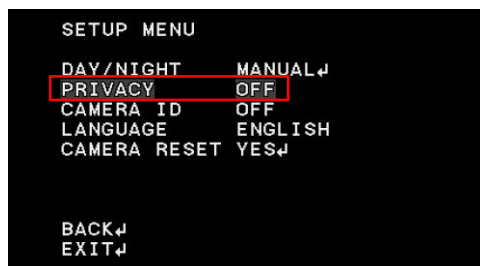 SETUP MENU
DAY/NIGHT MANUAL↵
PRIVACY OFF
CAMERA ID OFF
LANGUAGE ENGLISH
CAMERA RESET YES↵
BACK↵
EXIT↵